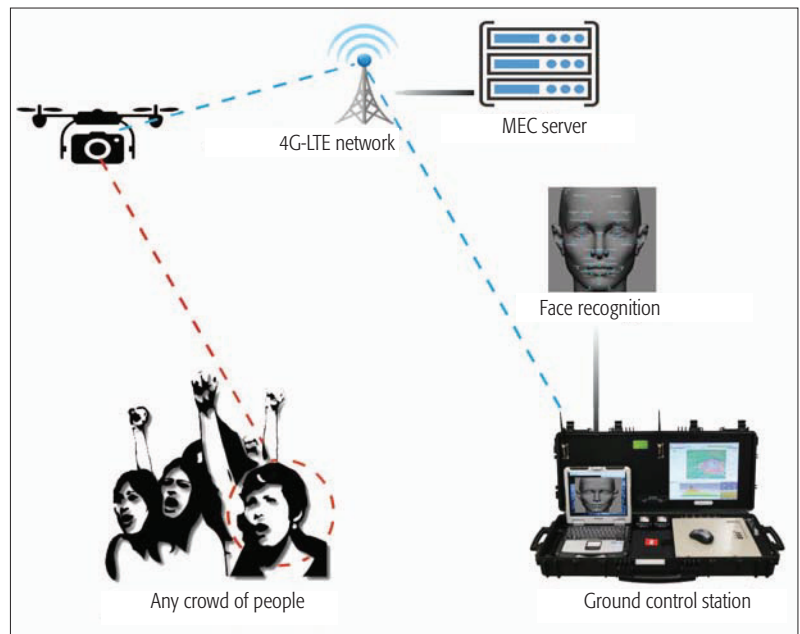 4G-LTE network
MEC server
Face recognition
Any crowd of people
Ground control station